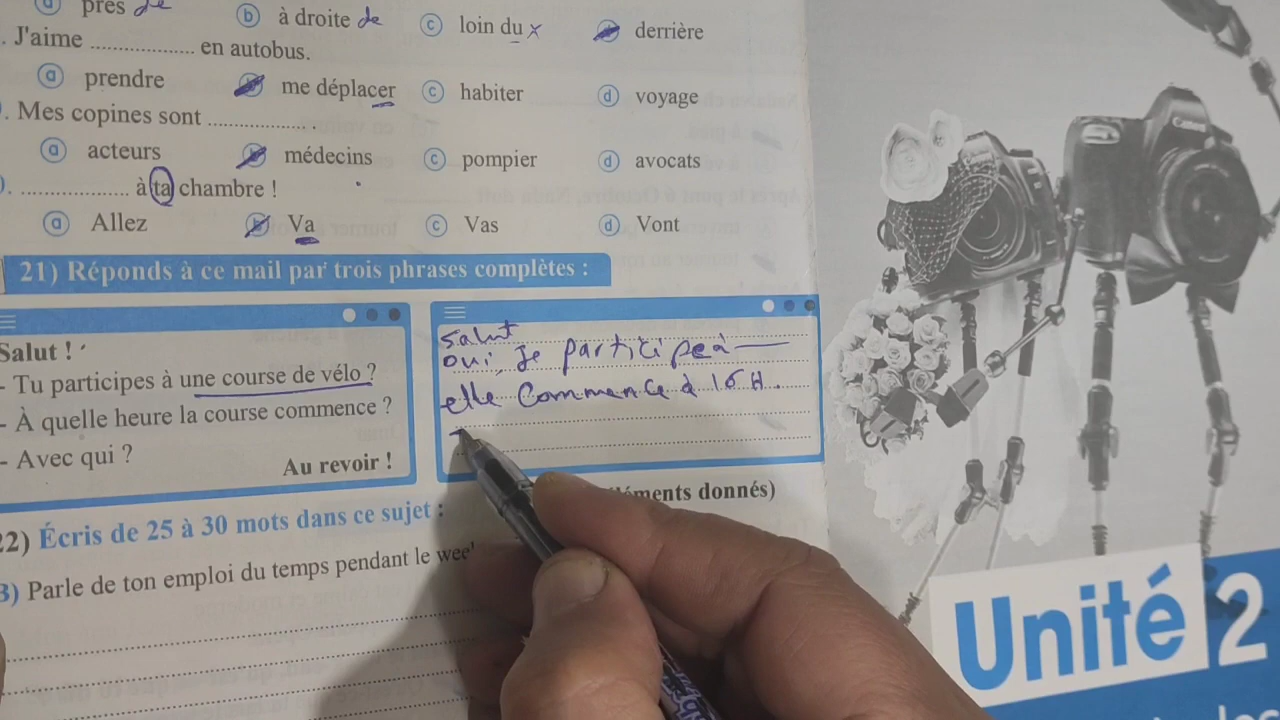 près de ⓑ à droite de ⓒ loin du x derrière
J'aime .................. en autobus.
ⓐ prendre me déplacer ⓒ habiter ⓓ voyage
. Mes copines sont ..................
ⓐ acteurs médecins ⓒ pompier ⓓ avocats
). .................. à ta chambre !
ⓐ Allez Va ⓒ Vas ⓓ Vont
21) Réponds à ce mail par trois phrases complètes :
Salut !
- Tu participes à une course de vélo ?
- À quelle heure la course commence ?
- Avec qui ?
Au revoir !
salut
oui, je participe à —
elle commence à 16 H.
éléments donnés)
22) Écris de 25 à 30 mots dans ce sujet :
3) Parle de ton emploi du temps pendant le wee
Canon
Unité 2